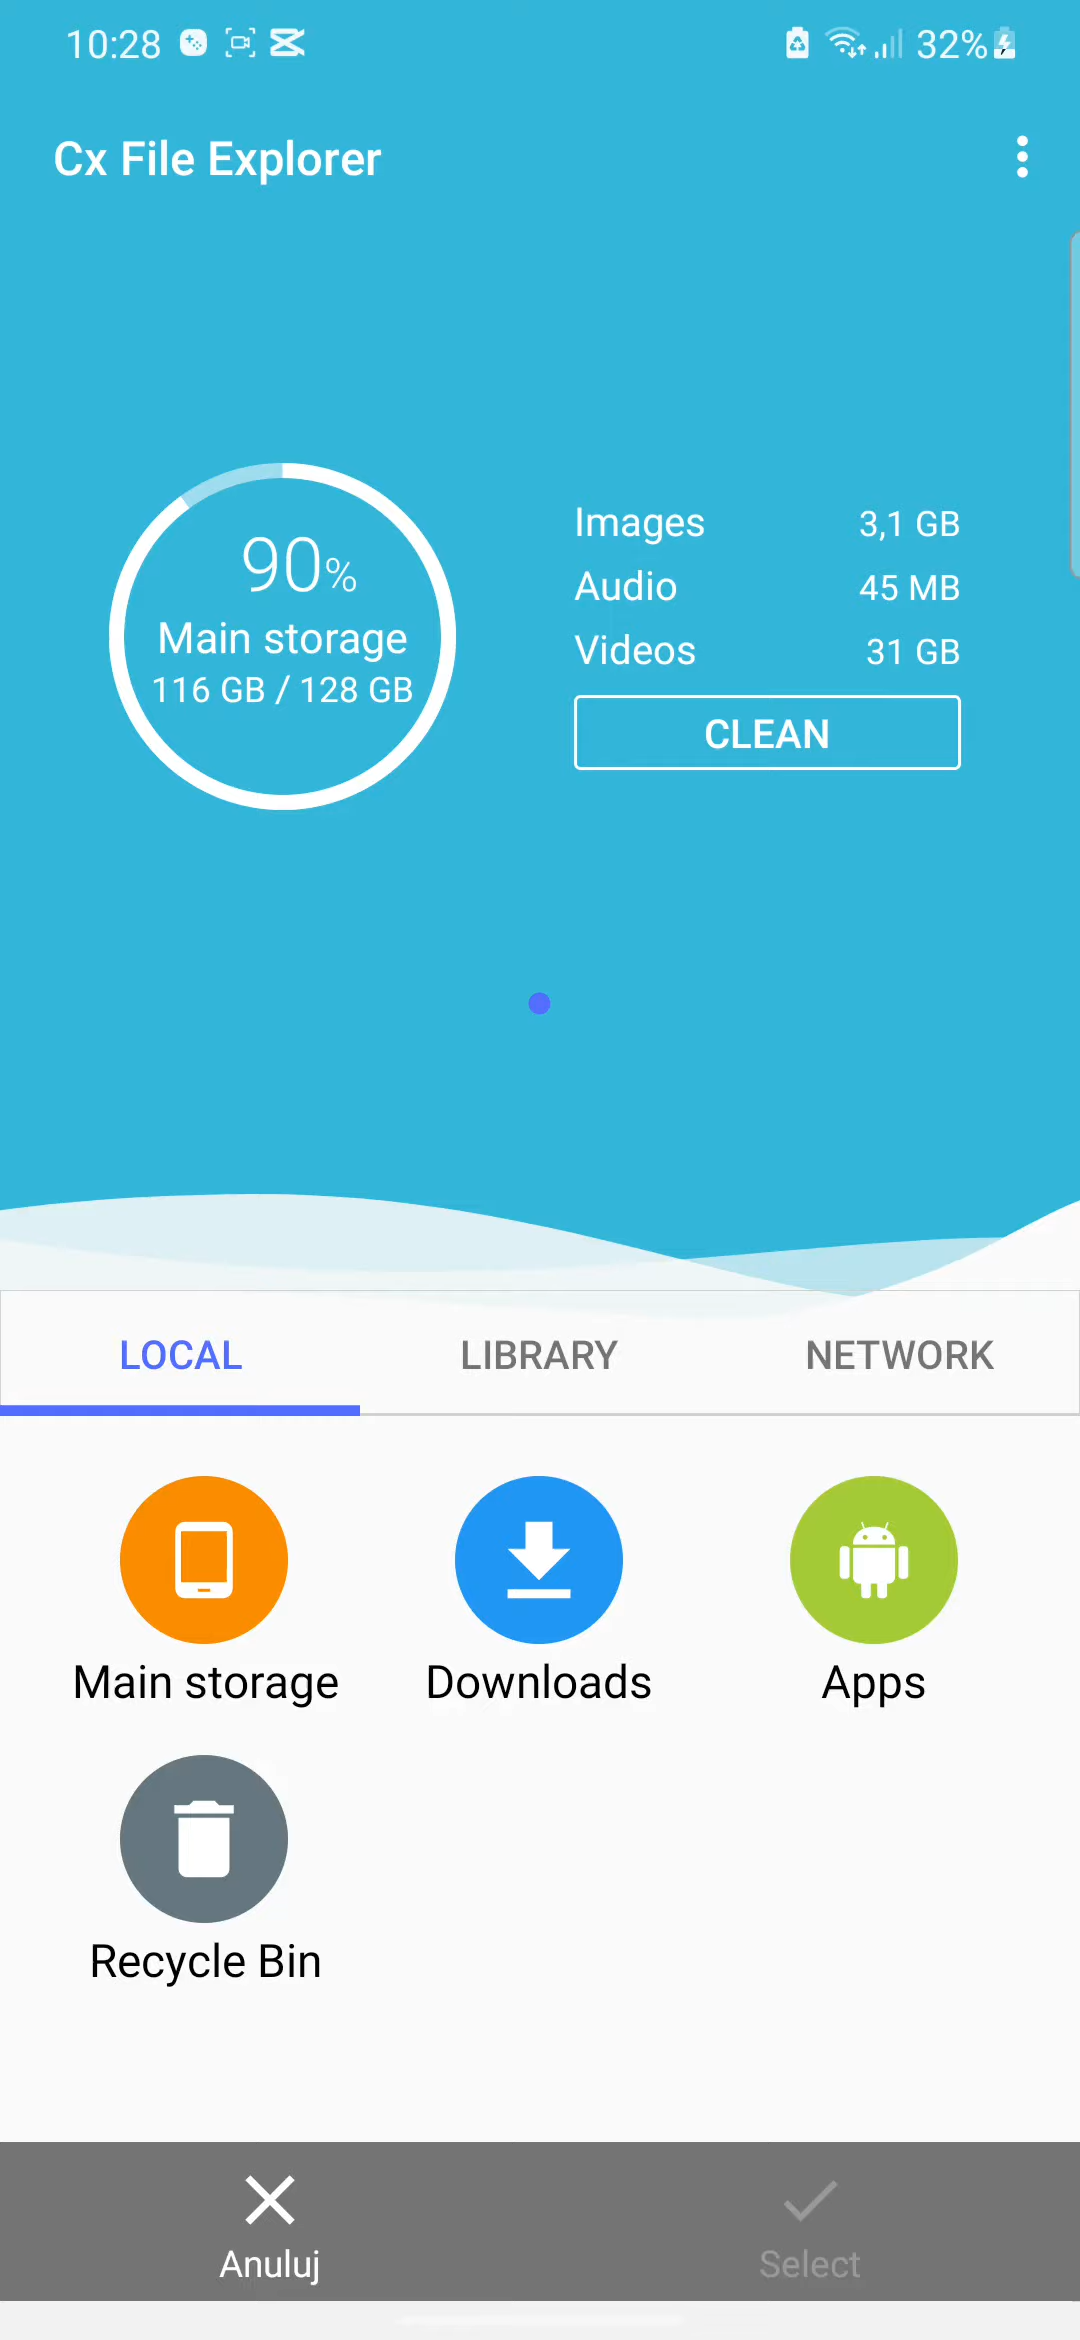 10:28 32%
Cx File Explorer
90%
Main storage
116 GB / 128 GB
Images 3,1 GB
Audio 45 MB
Videos 31 GB
CLEAN
LOCAL LIBRARY NETWORK
Main storage Downloads Apps
Recycle Bin
Anuluj Select